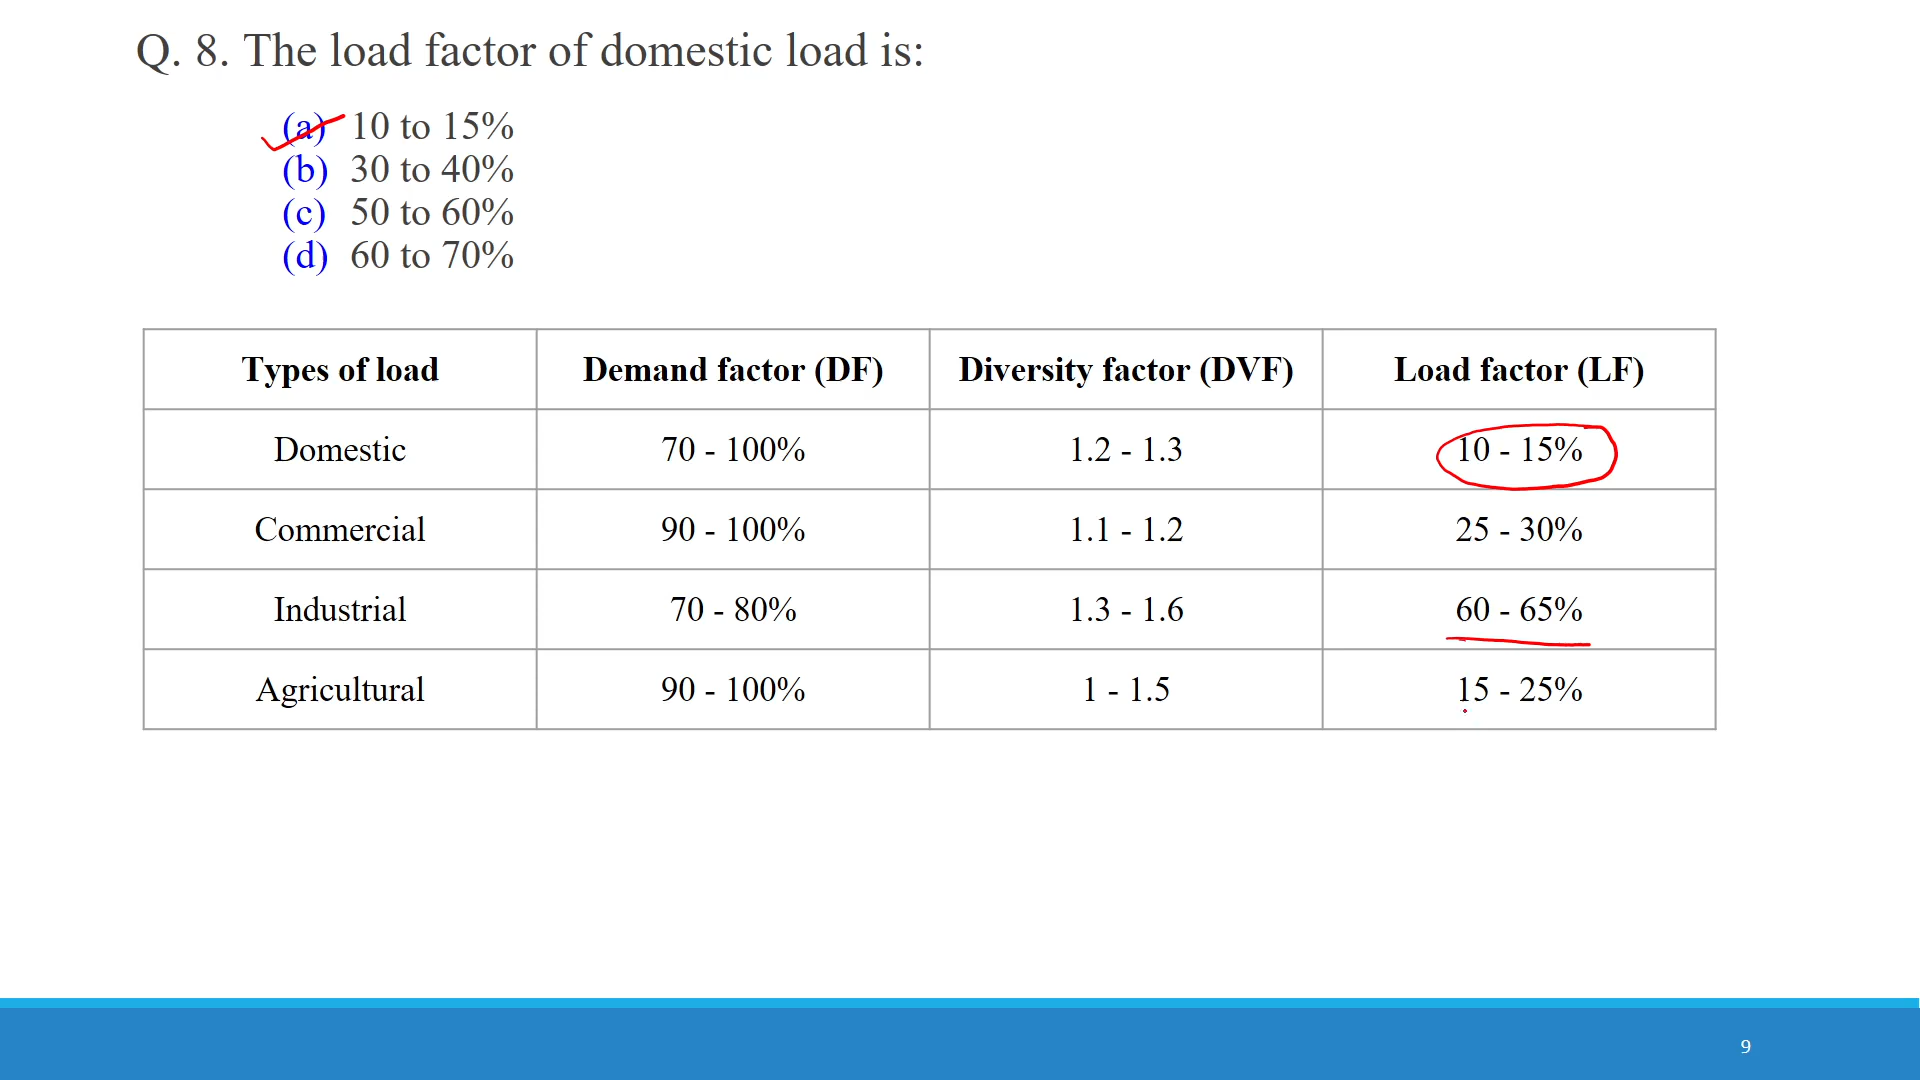 Q. 8. The load factor of domestic load is:
(a) 10 to 15%
(b) 30 to 40%
(c) 50 to 60%
(d) 60 to 70%
Types of load Demand factor (DF) Diversity factor (DVF) Load factor (LF)
Domestic 70 - 100% 1.2 - 1.3 10 - 15%
Commercial 90 - 100% 1.1 - 1.2 25 - 30%
Industrial 70 - 80% 1.3 - 1.6 60 - 65%
Agricultural 90 - 100% 1 - 1.5 15 - 25%
9